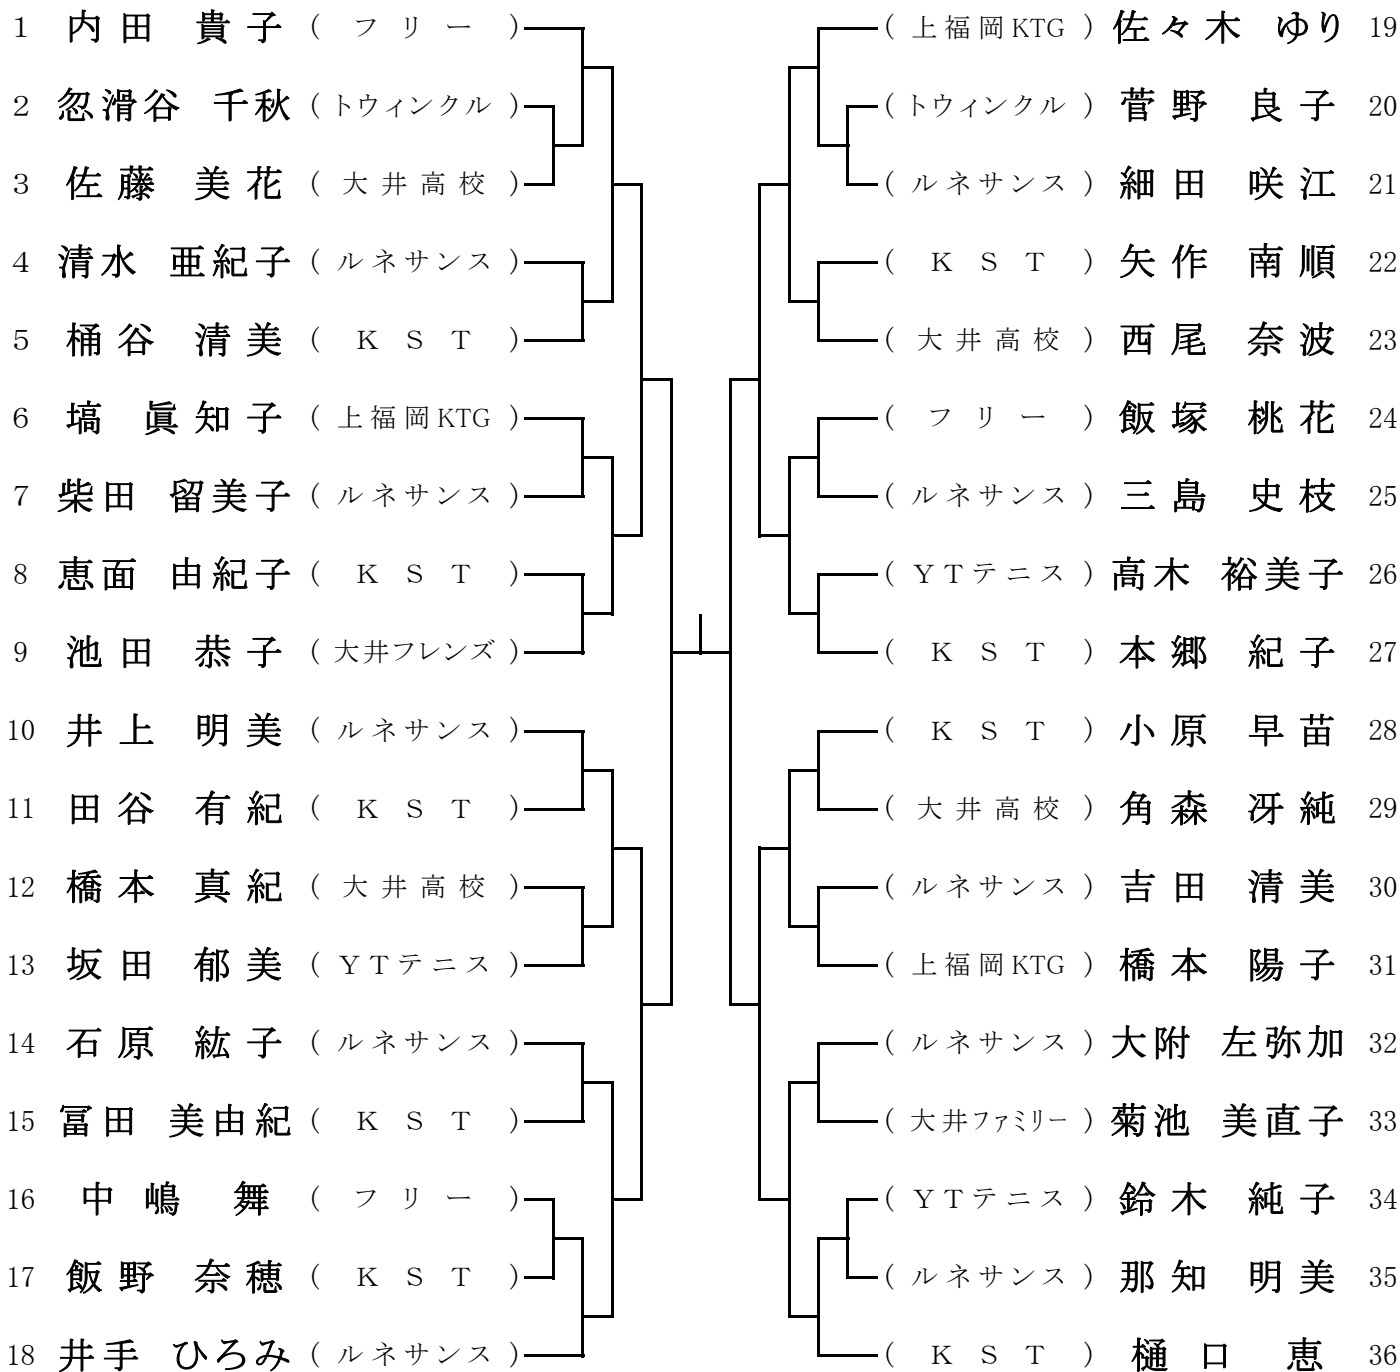 1 内田 貴子 ( フリー )
2 忽滑谷 千秋 ( トウィンクル )
3 佐藤 美花 ( 大井高校 )
4 清水 亜紀子 ( ルネサンス )
5 桶谷 清美 ( KST )
6 塙 眞知子 ( 上福岡KTG )
7 柴田 留美子 ( ルネサンス )
8 恵面 由紀子 ( KST )
9 池田 恭子 ( 大井フレンズ )
10 井上 明美 ( ルネサンス )
11 田谷 有紀 ( KST )
12 橋本 真紀 ( 大井高校 )
13 坂田 郁美 ( YTテニス )
14 石原 紘子 ( ルネサンス )
15 冨田 美由紀 ( KST )
16 中嶋 舞 ( フリー )
17 飯野 奈穂 ( KST )
18 井手 ひろみ ( ルネサンス )
( 上福岡KTG ) 佐々木 ゆり 19
( トウィンクル ) 菅野 良子 20
( ルネサンス ) 細田 咲江 21
( KST ) 矢作 南順 22
( 大井高校 ) 西尾 奈波 23
( フリー ) 飯塚 桃花 24
( ルネサンス ) 三島 史枝 25
( YTテニス ) 高木 裕美子 26
( KST ) 本郷 紀子 27
( KST ) 小原 早苗 28
( 大井高校 ) 角森 冴純 29
( ルネサンス ) 吉田 清美 30
( 上福岡KTG ) 橋本 陽子 31
( ルネサンス ) 大附 左弥加 32
( 大井ファミリー ) 菊池 美直子 33
( YTテニス ) 鈴木 純子 34
( ルネサンス ) 那知 明美 35
( KST ) 樋口 恵 36